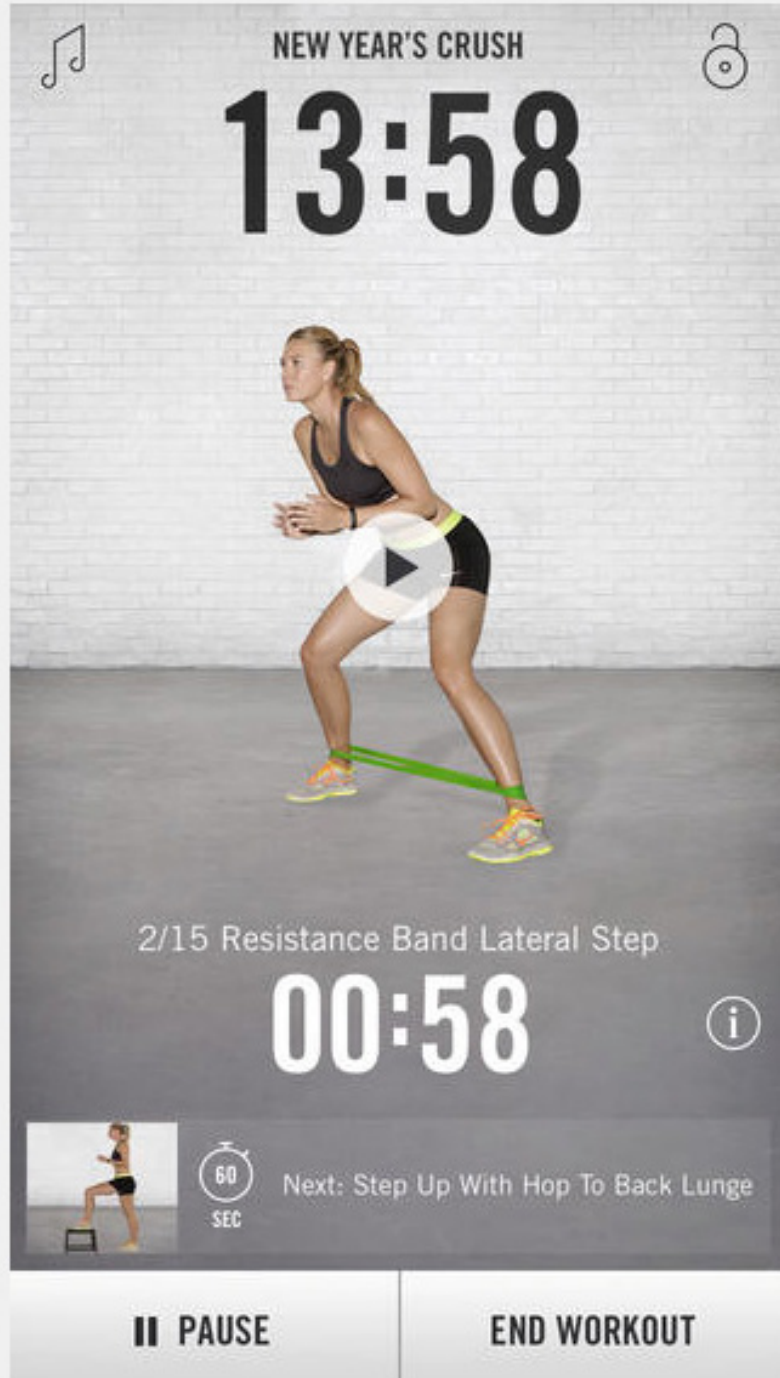 NEW YEAR'S CRUSH
13:58
2/15 Resistance Band Lateral Step
00:58
i
60
SEC
Next: Step Up With Hop To Back Lunge
PAUSE
END WORKOUT